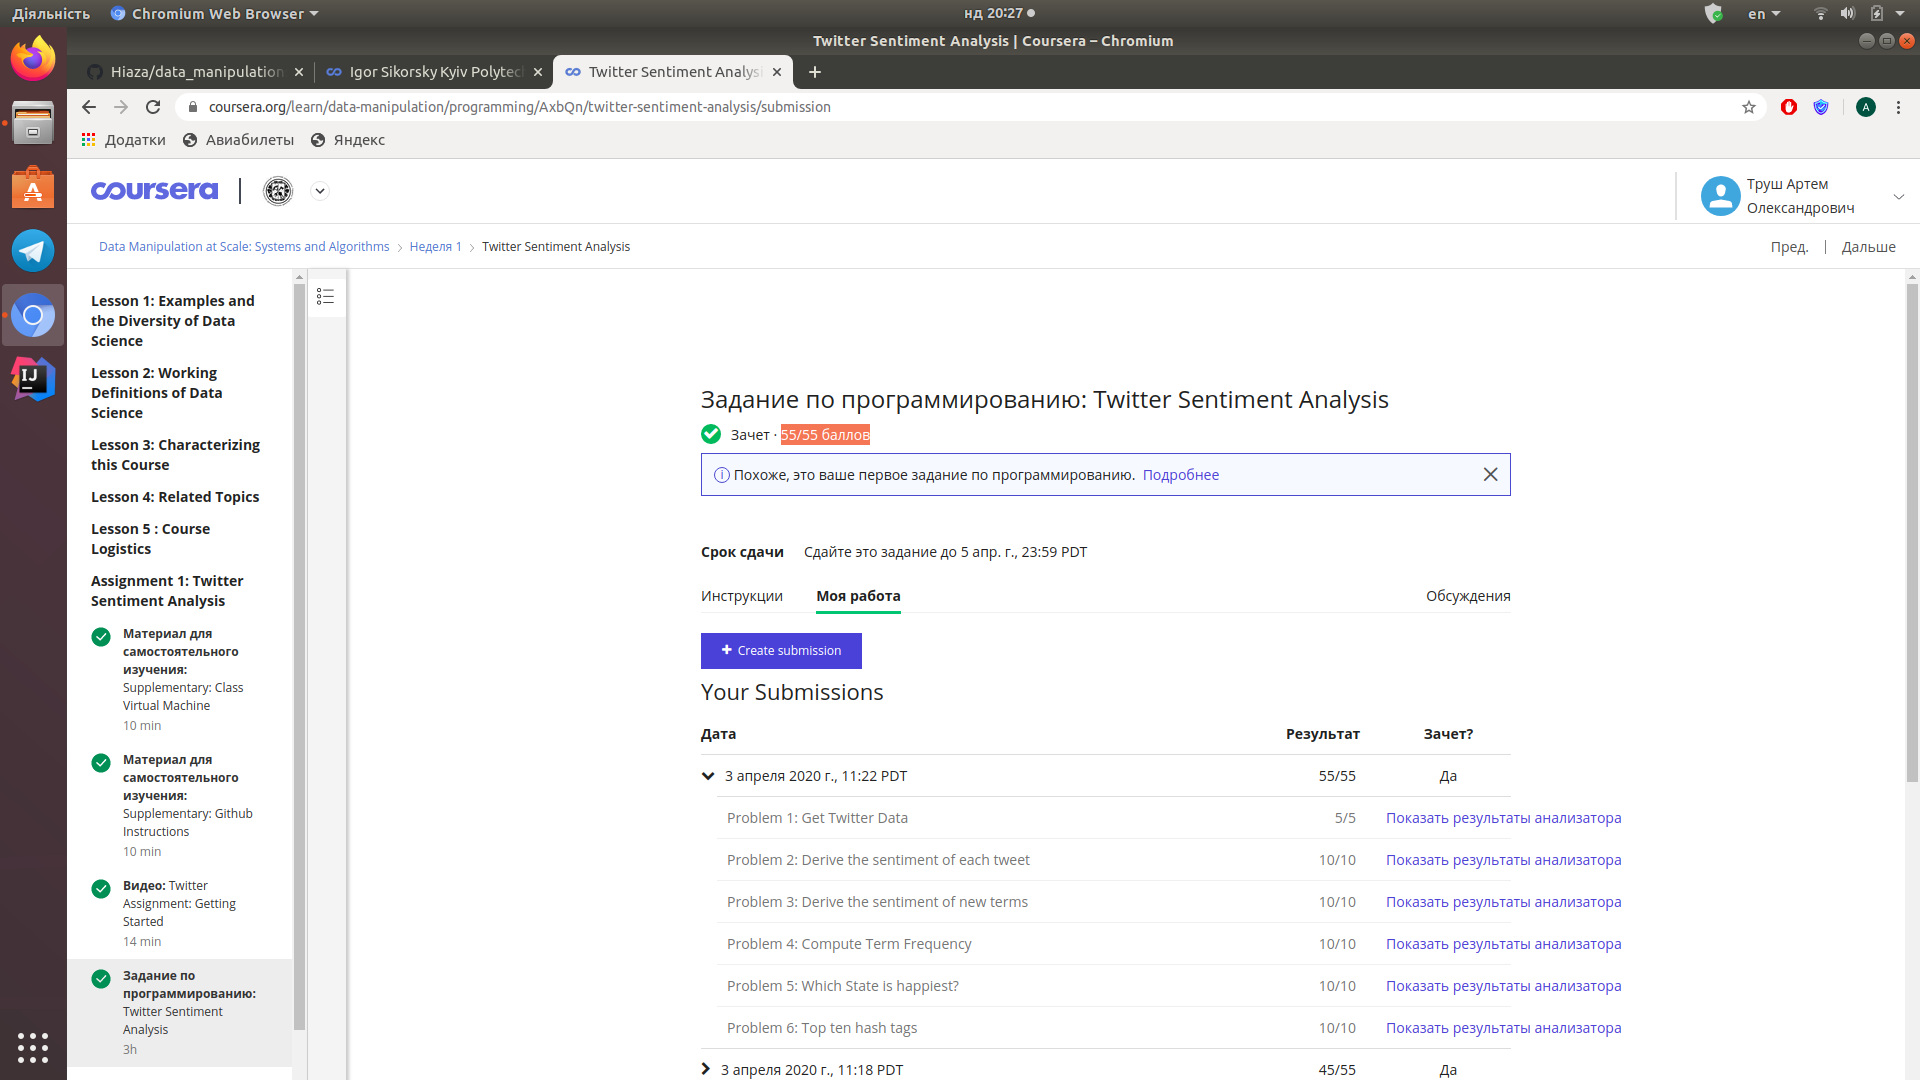 Діяльність
Chromium Web Browser
нд 20:27
en
Twitter Sentiment Analysis | Coursera – Chromium
Hiaza/data_manipulation
Igor Sikorsky Kyiv Polytech
Twitter Sentiment Analysi
coursera.org/learn/data-manipulation/programming/AxbQn/twitter-sentiment-analysis/submission
A
Додатки
Авиабилеты
Яндекс
coursera
Труш Артем
Олександрович
Data Manipulation at Scale: Systems and Algorithms
Неделя 1
Twitter Sentiment Analysis
Пред.
Дальше
Lesson 1: Examples and
the Diversity of Data
Science
Lesson 2: Working
Definitions of Data
Science
Lesson 3: Characterizing
this Course
Lesson 4: Related Topics
Lesson 5 : Course
Logistics
Assignment 1: Twitter
Sentiment Analysis
Материал для
самостоятельного
изучения:
Supplementary: Class
Virtual Machine
10 min
Материал для
самостоятельного
изучения:
Supplementary: Github
Instructions
10 min
Видео: Twitter
Assignment: Getting
Started
14 min
Задание по
программированию:
Twitter Sentiment
Analysis
3h
IJ
Задание по программированию: Twitter Sentiment Analysis
Зачет · 55/55 баллов
Похоже, это ваше первое задание по программированию. Подробнее
Срок сдачи Сдайте это задание до 5 апр. г., 23:59 PDT
Инструкции
Моя работа
Обсуждения
+ Create submission
Your Submissions
Дата Результат Зачет?
3 апреля 2020 г., 11:22 PDT 55/55 Да
Problem 1: Get Twitter Data 5/5 Показать результаты анализатора
Problem 2: Derive the sentiment of each tweet 10/10 Показать результаты анализатора
Problem 3: Derive the sentiment of new terms 10/10 Показать результаты анализатора
Problem 4: Compute Term Frequency 10/10 Показать результаты анализатора
Problem 5: Which State is happiest? 10/10 Показать результаты анализатора
Problem 6: Top ten hash tags 10/10 Показать результаты анализатора
3 апреля 2020 г., 11:18 PDT 45/55 Да